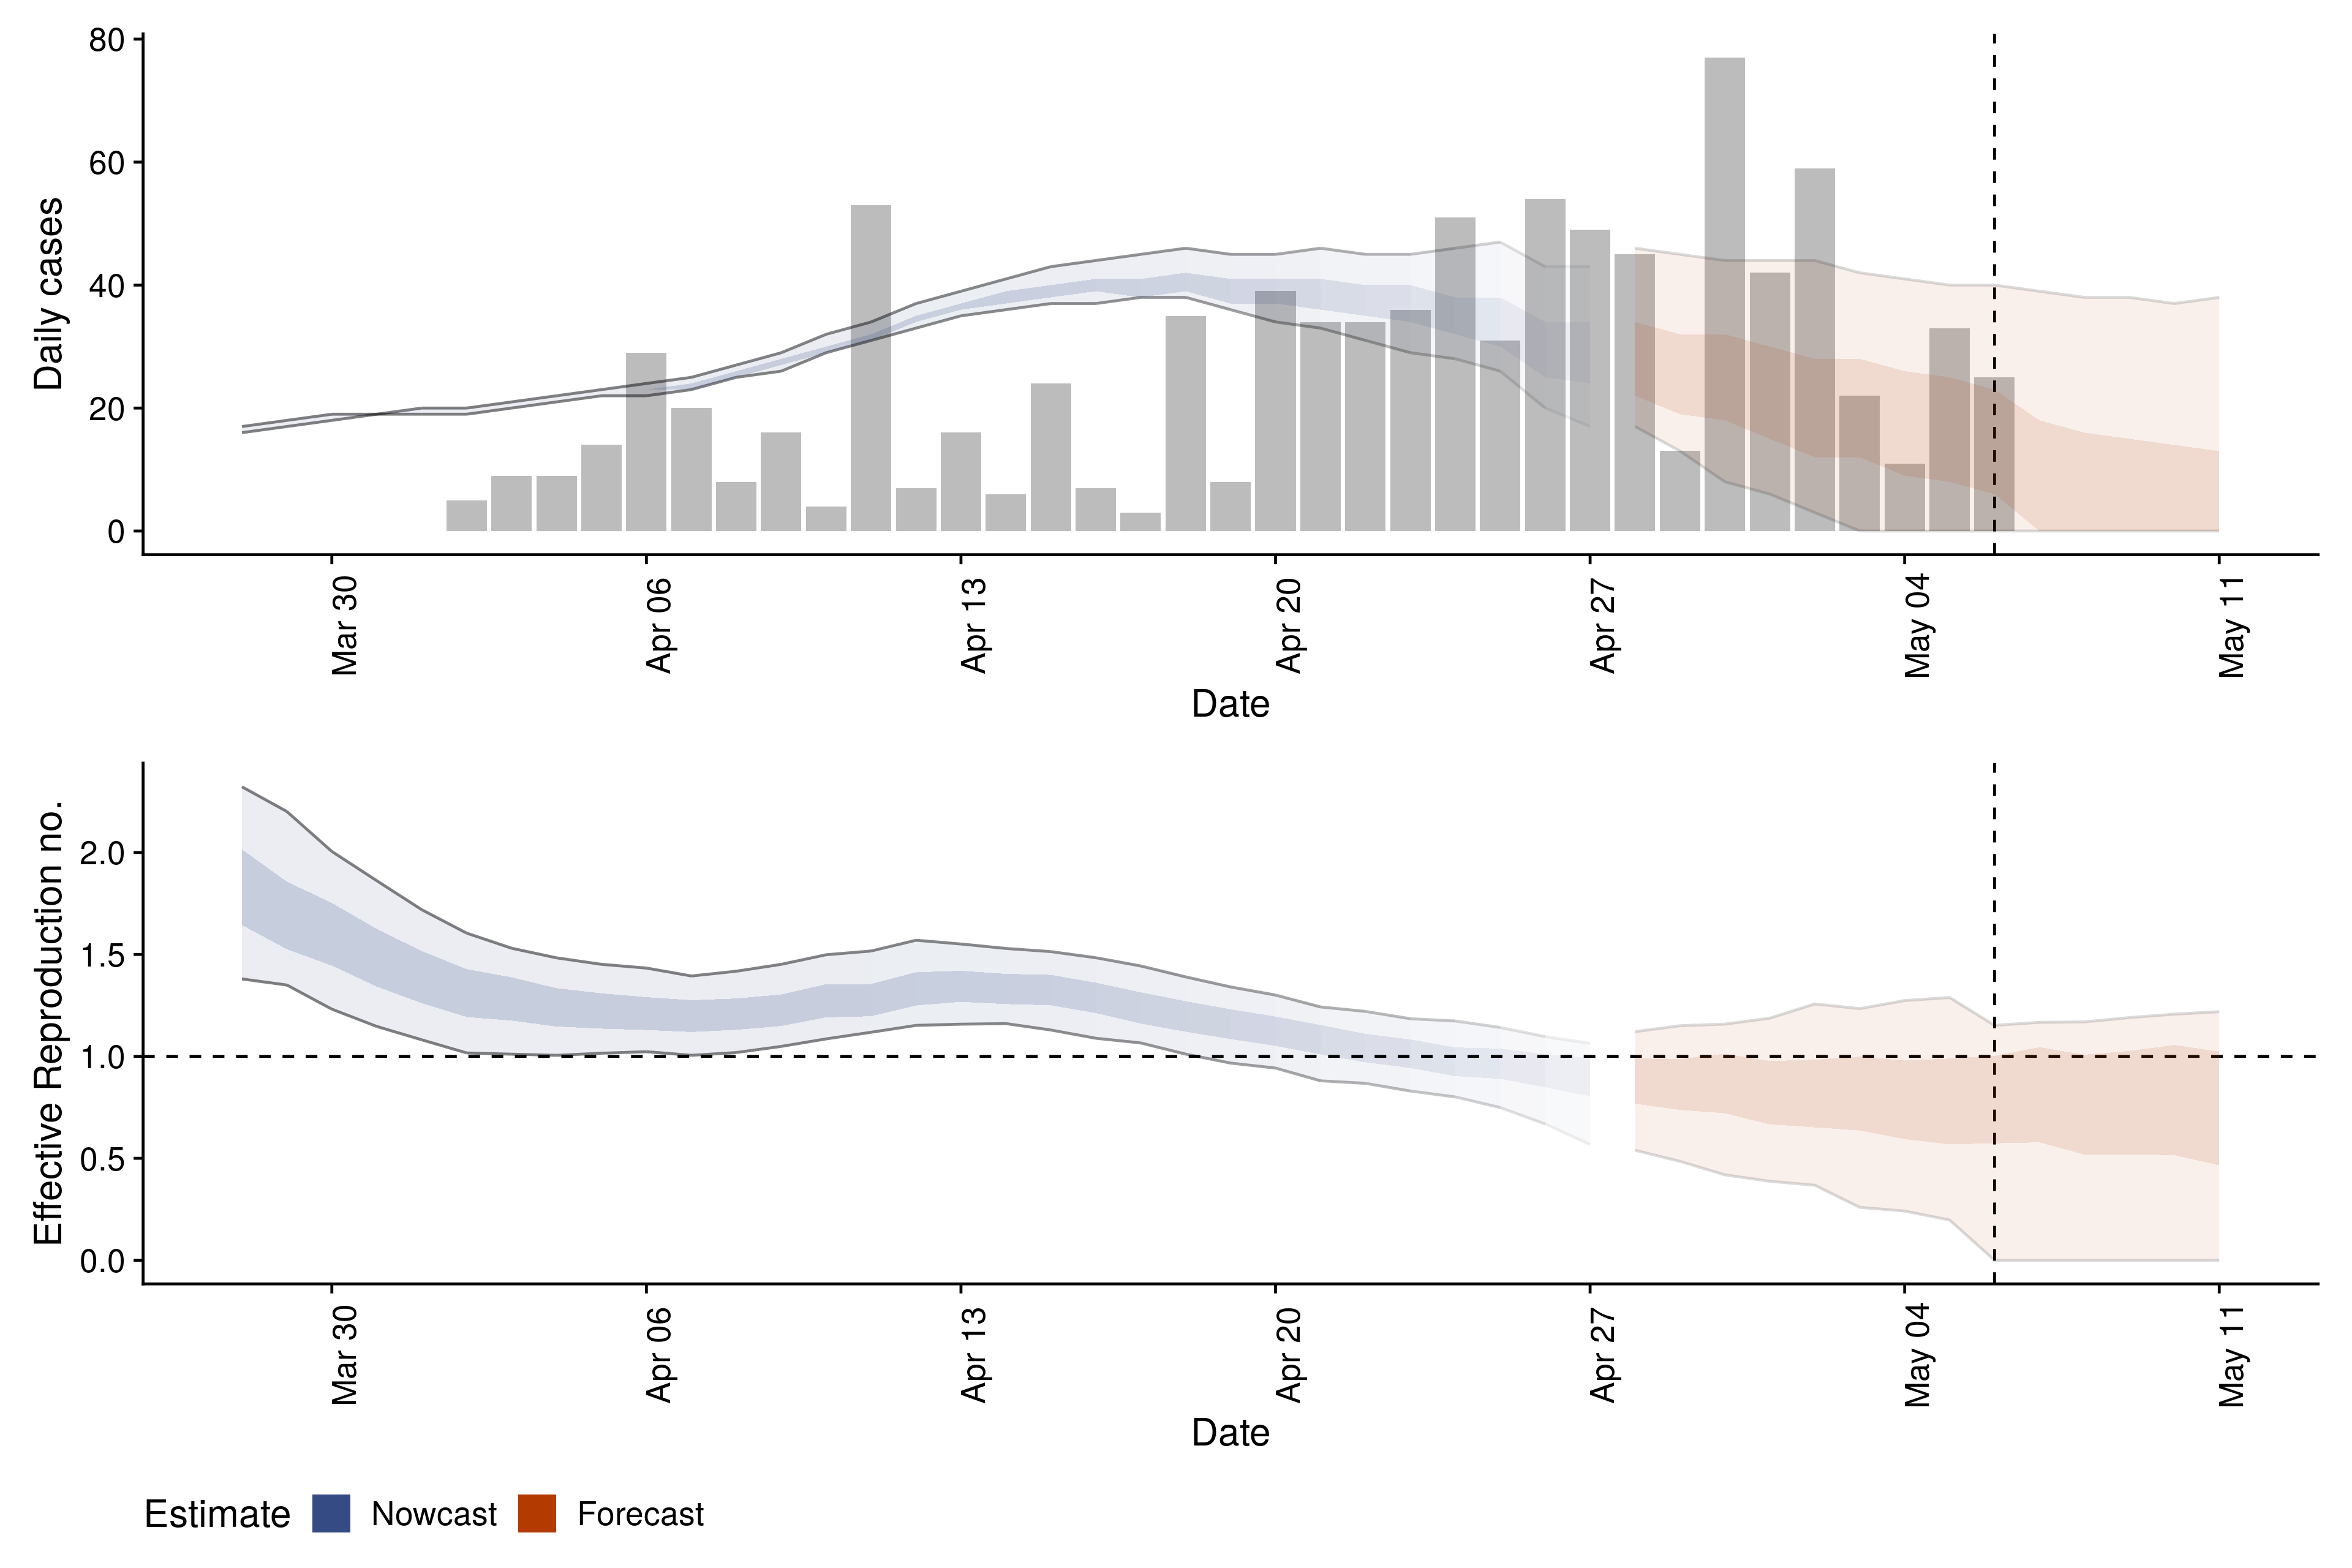 80
60
40
20
0
Daily cases
Mar 30
Apr 06
Apr 13
Apr 20
Apr 27
May 04
May 11
Date
2.0
1.5
1.0
0.5
0.0
Effective Reproduction no.
Mar 30
Apr 06
Apr 13
Apr 20
Apr 27
May 04
May 11
Date
Estimate Nowcast Forecast